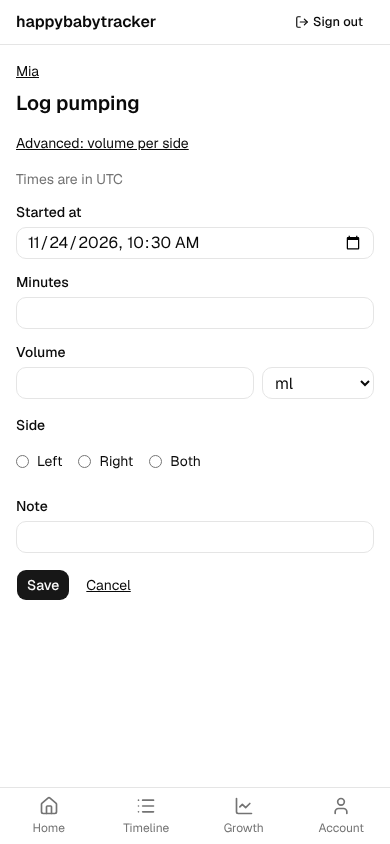 happybabytracker
Sign out
Mia
Log pumping
Advanced: volume per side
Times are in UTC
Started at
11/24/2026, 10:30 AM
Minutes
Volume
ml
Side
Left Right Both
Note
Save Cancel
Home Timeline Growth Account